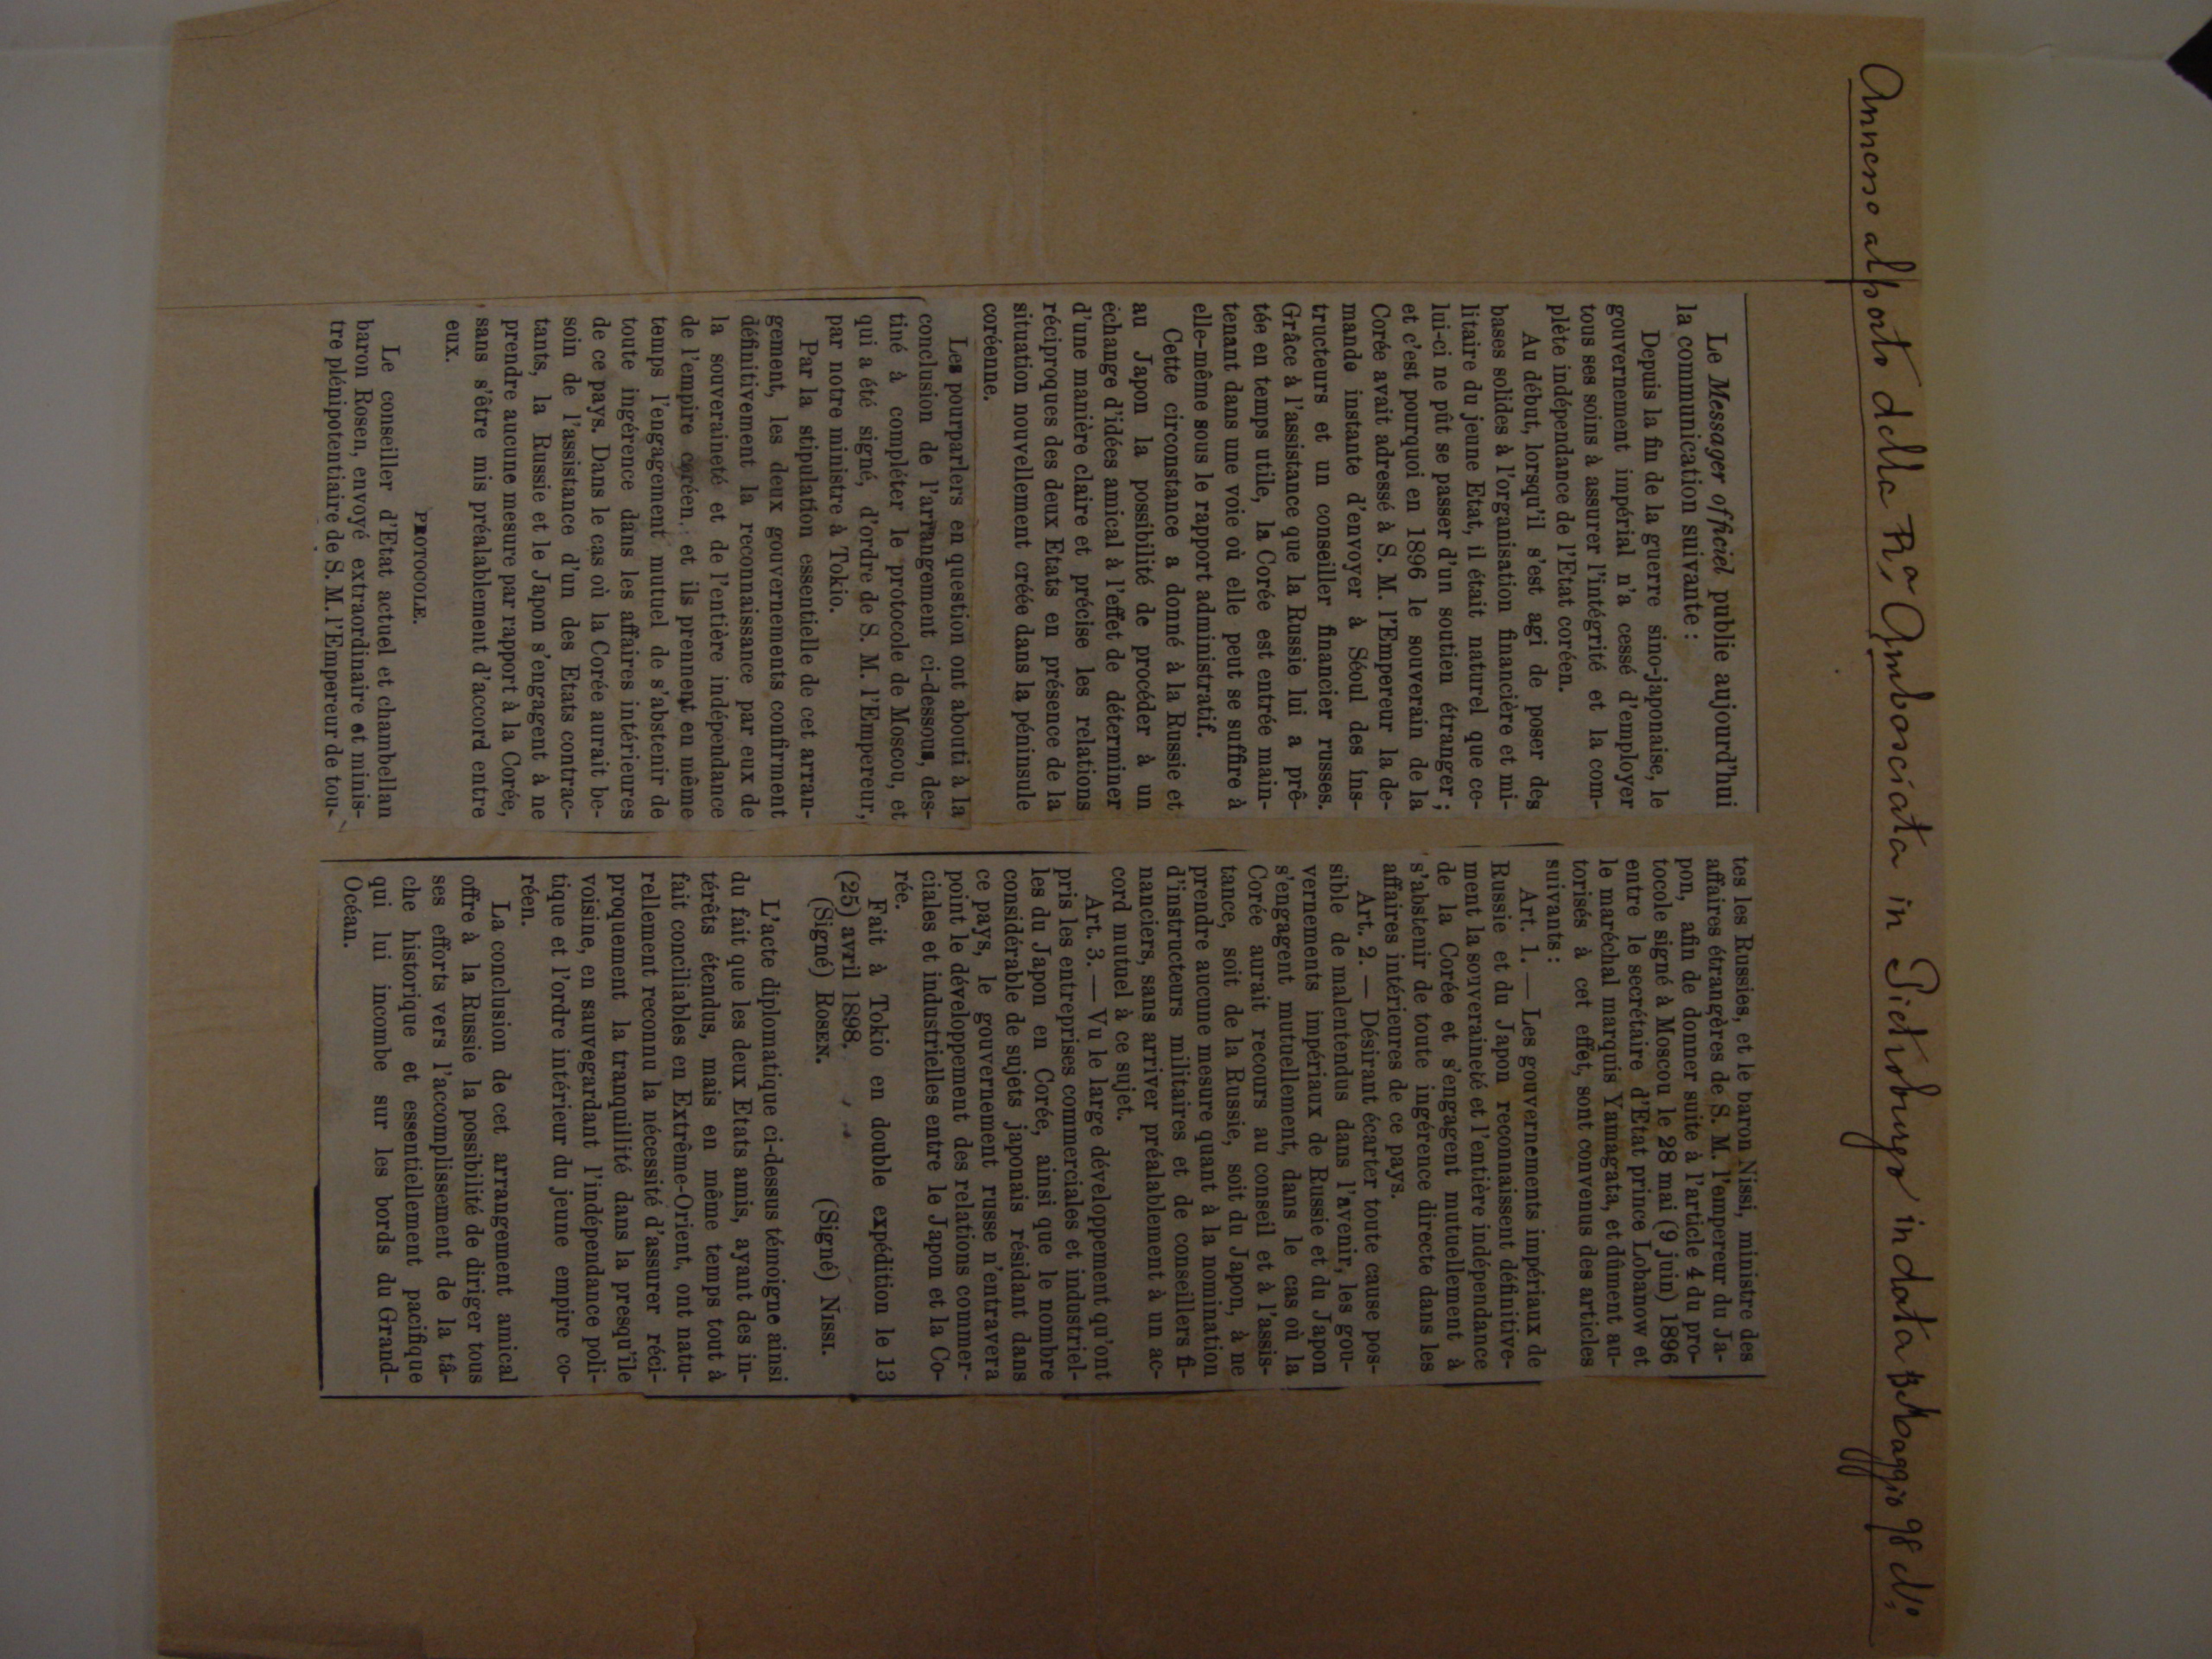 Annesso al rapporto della Ra Ambasciata in Pietroburgo in data Maggio 98 No
Le Messager officiel publie aujourd'hui
la communication suivante :
Depuis la fin de la guerre sino-japonaise, le
gouvernement impérial n'a cessé d'employer
tous ses soins à assurer l'intégrité et la com-
plète indépendance de l'Etat coréen.
Au début, lorsqu'il s'est agi de poser des
bases solides à l'organisation financière et mi-
litaire du jeune Etat, il était naturel que ce-
lui-ci ne pût se passer d'un soutien étranger ;
et c'est pourquoi en 1896 le souverain de la
Corée avait adressé à S. M. l'Empereur la de-
mande instante d'envoyer à Séoul des ins-
tructeurs et un conseiller financier russes.
Grâce à l'assistance que la Russie lui a prê-
tée en temps utile, la Corée est entrée main-
tenant dans une voie où elle peut se suffire à
elle-même sous le rapport administratif.
Cette circonstance a donné à la Russie et
au Japon la possibilité de procéder à un
échange d'idées amical à l'effet de déterminer
d'une manière claire et précise les relations
réciproques des deux Etats en présence de la
situation nouvellement créée dans la péninsule
coréenne.
Les pourparlers en question ont abouti à la
conclusion de l'arrangement ci-dessous, des-
tiné à compléter le protocole de Moscou, et
qui a été signé, d'ordre de S. M. l'Empereur,
par notre ministre à Tokio.
Par la stipulation essentielle de cet arran-
gement, les deux gouvernements confirment
définitivement la reconnaissance par eux de
la souveraineté et de l'entière indépendance
de l'empire coréen, et ils prennent en même
temps l'engagement mutuel de s'abstenir de
toute ingérence dans les affaires intérieures
de ce pays. Dans le cas où la Corée aurait be-
soin de l'assistance d'un des Etats contrac-
tants, la Russie et le Japon s'engagent à ne
prendre aucune mesure par rapport à la Corée,
sans s'être mis préalablement d'accord entre
eux.
PROTOCOLE.
Le conseiller d'Etat actuel et chambellan
baron Rosen, envoyé extraordinaire et minis-
tre plénipotentiaire de S. M. l'Empereur de tou-
tes les Russies, et le baron Nissi, ministre des
affaires étrangères de S. M. l'empereur du Ja-
pon, afin de donner suite à l'article 4 du pro-
tocole signé à Moscou le 28 mai (9 juin) 1896
entre le secrétaire d'Etat prince Lobanow et
le maréchal marquis Yamagata, et dûment au-
torisés à cet effet, sont convenus des articles
suivants :
Art. 1. — Les gouvernements impériaux de
Russie et du Japon reconnaissent définitive-
ment la souveraineté et l'entière indépendance
de la Corée et s'engagent mutuellement à
s'abstenir de toute ingérence directe dans les
affaires intérieures de ce pays.
Art. 2. — Désirant écarter toute cause pos-
sible de malentendus dans l'avenir, les gou-
vernements impériaux de Russie et du Japon
s'engagent mutuellement, dans le cas où la
Corée aurait recours au conseil et à l'assis-
tance, soit de la Russie, soit du Japon, à ne
prendre aucune mesure quant à la nomination
d'instructeurs militaires et de conseillers fi-
nanciers, sans arriver préalablement à un ac-
cord mutuel à ce sujet.
Art. 3. — Vu le large développement qu'ont
pris les entreprises commerciales et industriel-
les du Japon en Corée, ainsi que le nombre
considérable de sujets japonais résidant dans
ce pays, le gouvernement russe n'entravera
point le développement des relations commer-
ciales et industrielles entre le Japon et la Co-
rée.
Fait à Tokio en double expédition le 13
(25) avril 1898.
(Signé) ROSEN. (Signé) NISSI.
L'acte diplomatique ci-dessus témoigne ainsi
du fait que les deux Etats amis, ayant des in-
térêts étendus, mais en même temps tout à
fait conciliables en Extrême-Orient, ont natu-
rellement reconnu la nécessité d'assurer réci-
proquement la tranquillité dans la presqu'île
voisine, en sauvegardant l'indépendance poli-
tique et l'ordre intérieur du jeune empire co-
réen.
La conclusion de cet arrangement amical
offre à la Russie la possibilité de diriger tous
ses efforts vers l'accomplissement de la tâ-
che historique et essentiellement pacifique
qui lui incombe sur les bords du Grand-
Océan.